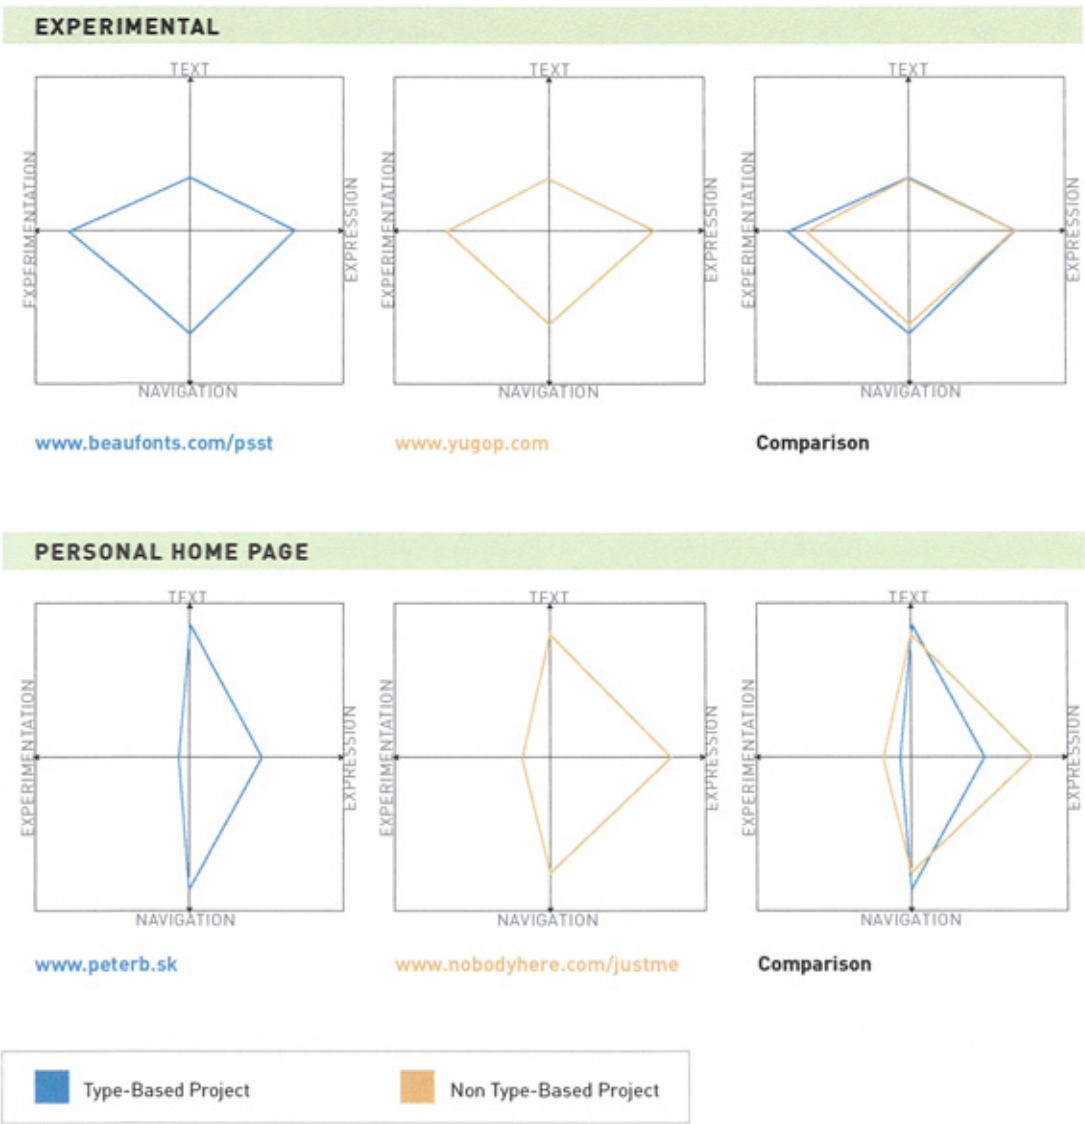 EXPERIMENTAL
TEXT
EXPERIMENTATION
EXPRESSION
NAVIGATION
TEXT
EXPERIMENTATION
EXPRESSION
NAVIGATION
TEXT
EXPERIMENTATION
EXPRESSION
NAVIGATION
www.beaufonts.com/psst
www.yugop.com
Comparison
PERSONAL HOME PAGE
TEXT
EXPERIMENTATION
EXPRESSION
NAVIGATION
TEXT
EXPERIMENTATION
EXPRESSION
NAVIGATION
TEXT
EXPERIMENTATION
EXPRESSION
NAVIGATION
www.peterb.sk
www.nobodyhere.com/justme
Comparison
Type-Based Project
Non Type-Based Project